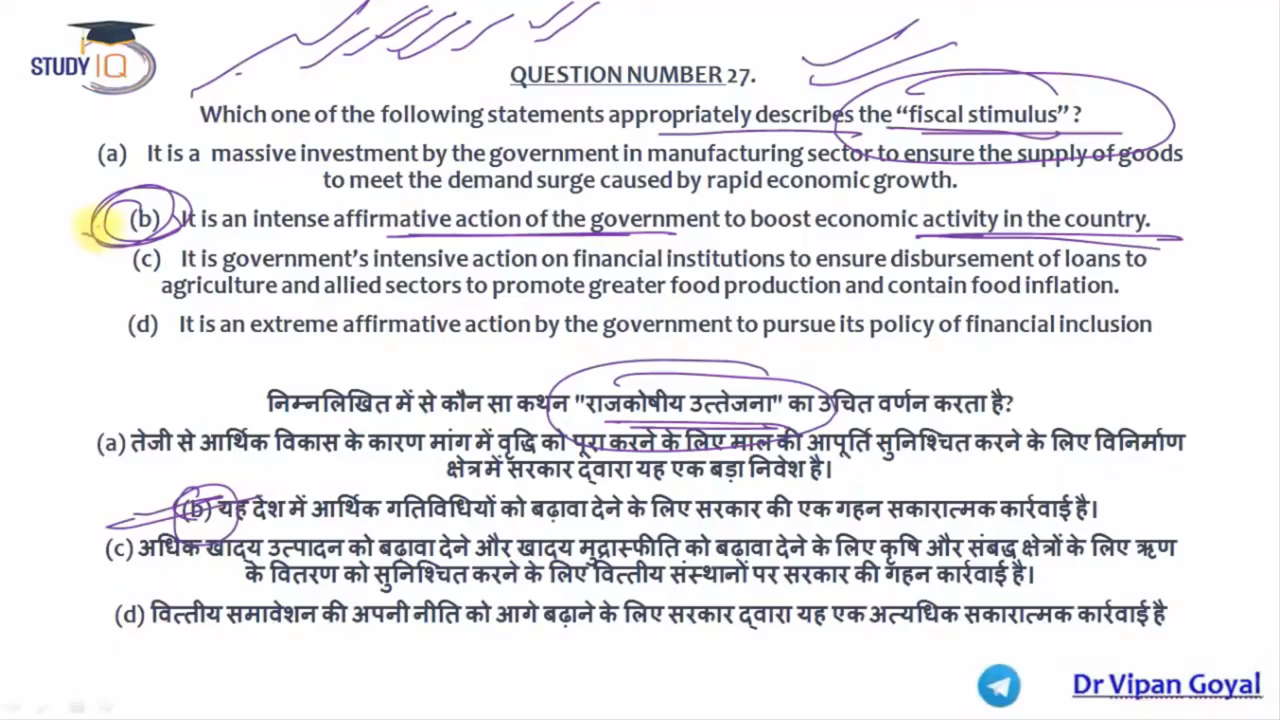 STUDY IQ
QUESTION NUMBER 27.
Which one of the following statements appropriately describes the “fiscal stimulus” ?
(a) It is a massive investment by the government in manufacturing sector to ensure the supply of goods
to meet the demand surge caused by rapid economic growth.
(b) It is an intense affirmative action of the government to boost economic activity in the country.
(c) It is government’s intensive action on financial institutions to ensure disbursement of loans to
agriculture and allied sectors to promote greater food production and contain food inflation.
(d) It is an extreme affirmative action by the government to pursue its policy of financial inclusion
निम्नलिखित में से कौन सा कथन "राजकोषीय उत्तेजना" का उचित वर्णन करता है?
(a) तेजी से आर्थिक विकास के कारण मांग में वृद्धि को पूरा करने के लिए माल की आपूर्ति सुनिश्चित करने के लिए विनिर्माण
क्षेत्र में सरकार द्वारा यह एक बड़ा निवेश है।
(b) यह देश में आर्थिक गतिविधियों को बढ़ावा देने के लिए सरकार की एक गहन सकारात्मक कार्रवाई है।
(c) अधिक खाद्य उत्पादन को बढ़ावा देने और खाद्य मुद्रास्फीति को बढ़ावा देने के लिए कृषि और संबद्ध क्षेत्रों के लिए ऋण
के वितरण को सुनिश्चित करने के लिए वित्तीय संस्थानों पर सरकार की गहन कार्रवाई है।
(d) वित्तीय समावेशन की अपनी नीति को आगे बढ़ाने के लिए सरकार द्वारा यह एक अत्यधिक सकारात्मक कार्रवाई है
Dr Vipan Goyal